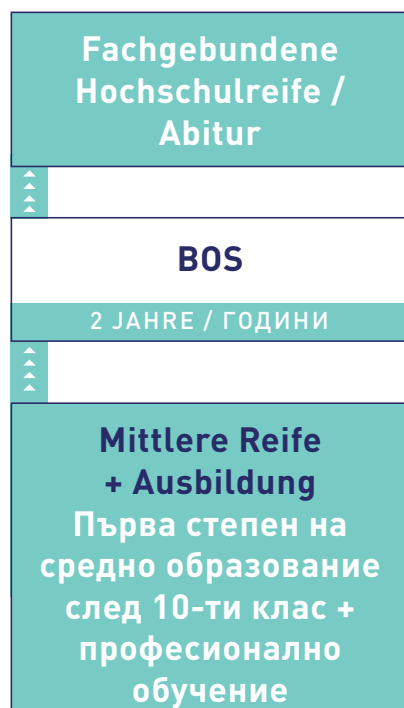 Fachgebundene
Hochschulreife /
Abitur
BOS
2 JAHRE / ГОДИНИ
Mittlere Reife
+ Ausbildung
Първа степен на
средно образование
след 10-ти клас +
професионално
обучение